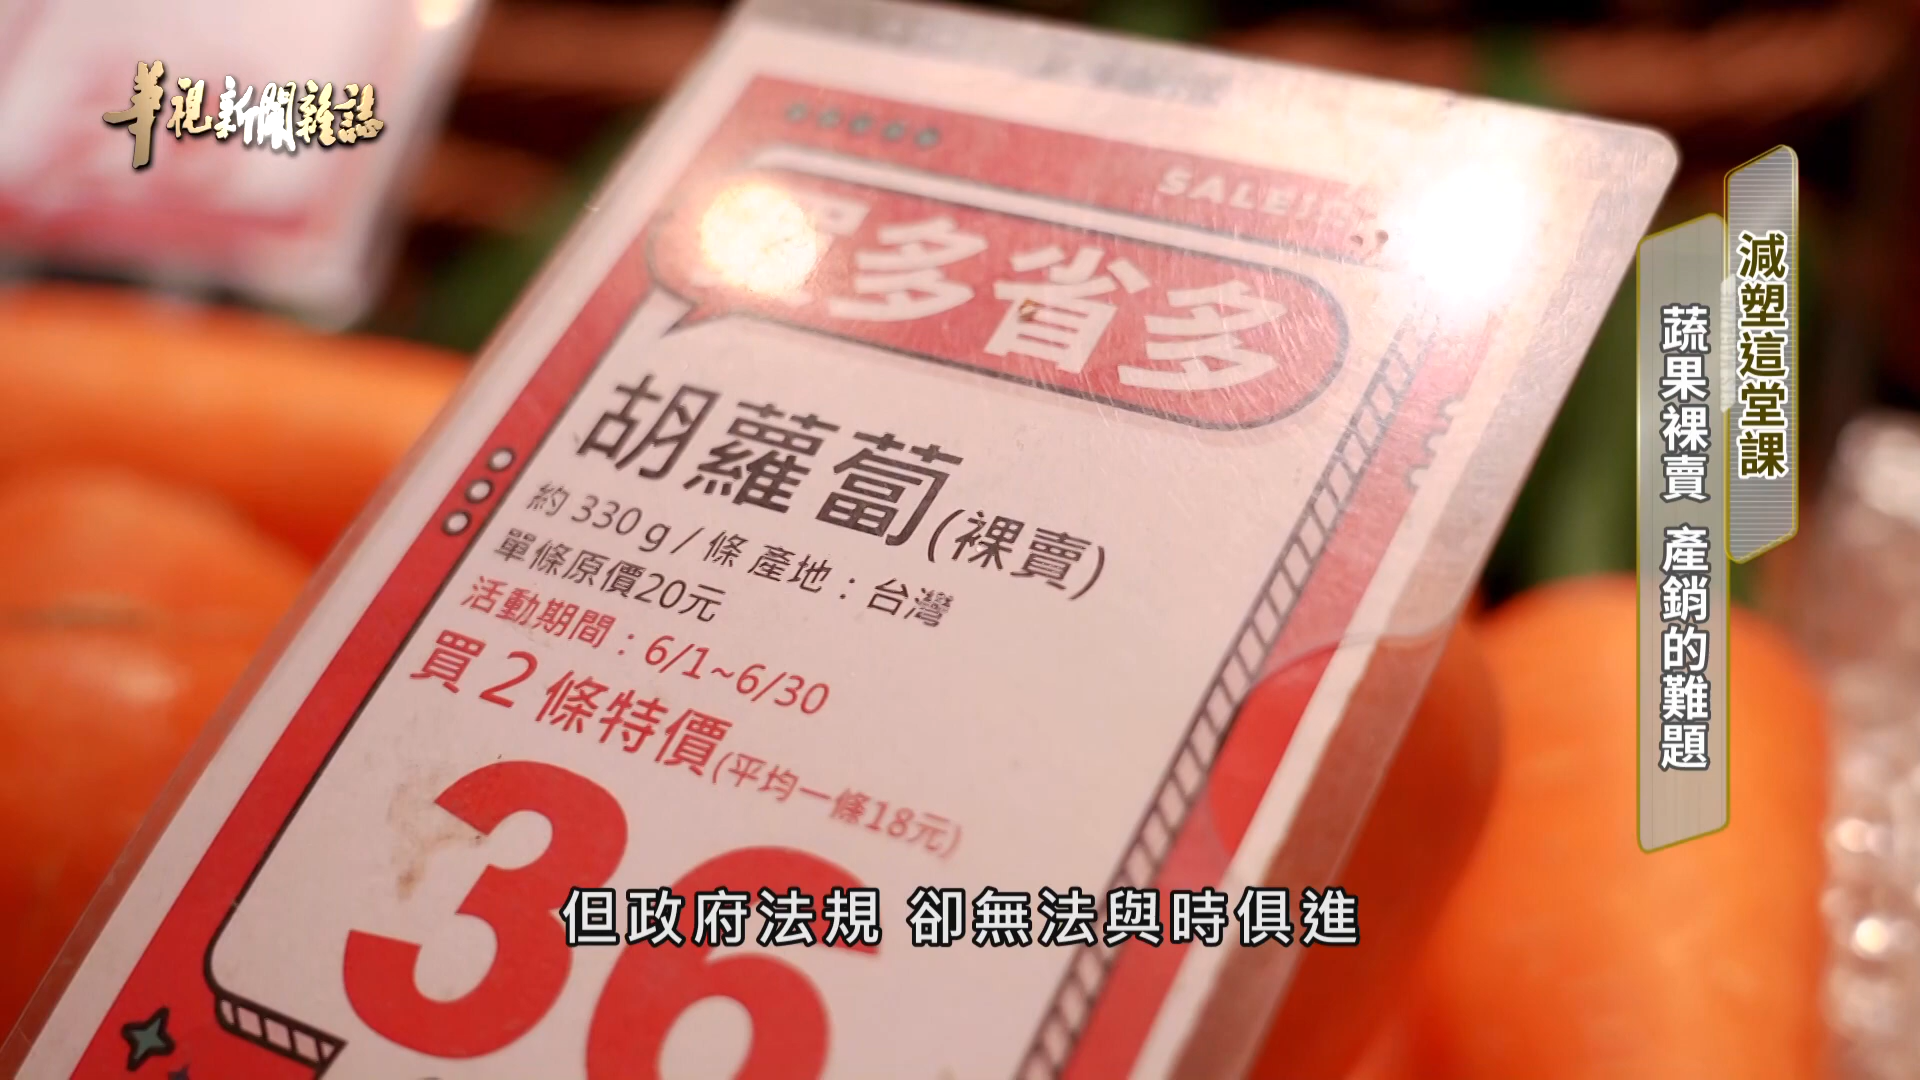 華視新聞雜誌
SALE
多省多
胡蘿蔔(裸賣)
約 330 g / 條 產地：台灣
單條原價20元
活動期間：6/1~6/30
買 2 條特價(平均一條18元)
36
減塑這堂課
蔬果裸賣 產銷的難題
但政府法規 卻無法與時俱進